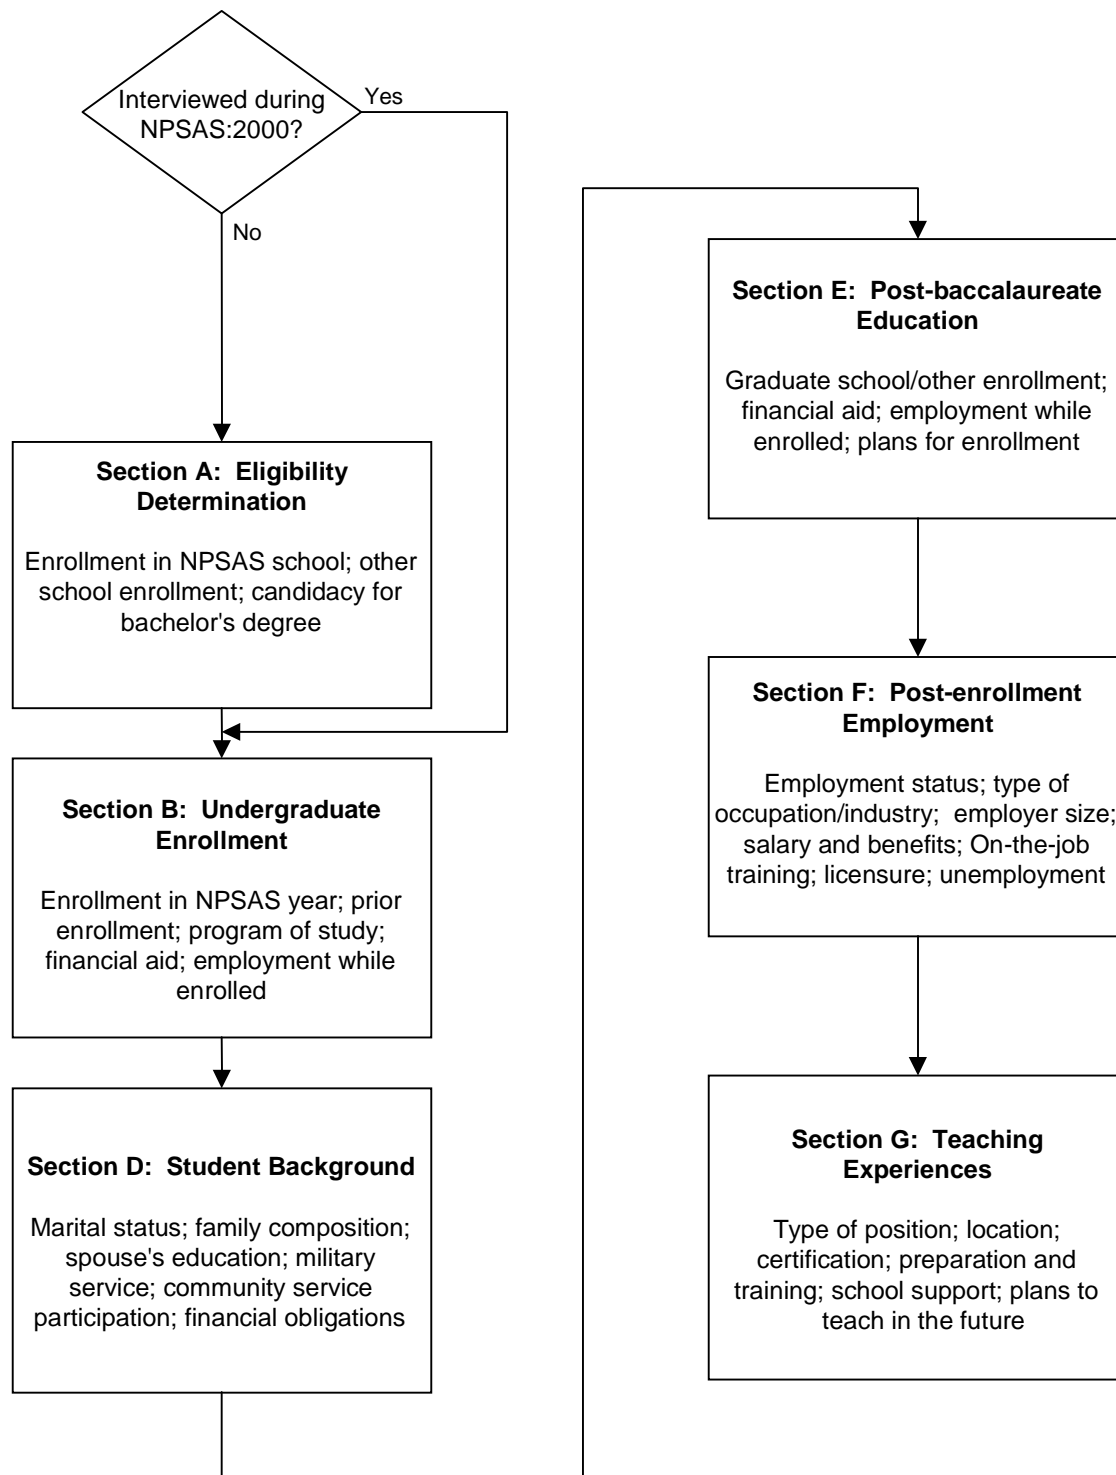 Interviewed during
NPSAS:2000?
Yes
No
Section A:  Eligibility
Determination
Enrollment in NPSAS school; other
school enrollment; candidacy for
bachelor's degree
Section B:  Undergraduate
Enrollment
Enrollment in NPSAS year; prior
enrollment; program of study;
financial aid; employment while
enrolled
Section D:  Student Background
Marital status; family composition;
spouse's education; military
service; community service
participation; financial obligations
Section E:  Post-baccalaureate
Education
Graduate school/other enrollment;
financial aid; employment while
enrolled; plans for enrollment
Section F:  Post-enrollment
Employment
Employment status; type of
occupation/industry;  employer size;
salary and benefits; On-the-job
training; licensure; unemployment
Section G:  Teaching
Experiences
Type of position; location;
certification; preparation and
training; school support; plans to
teach in the future